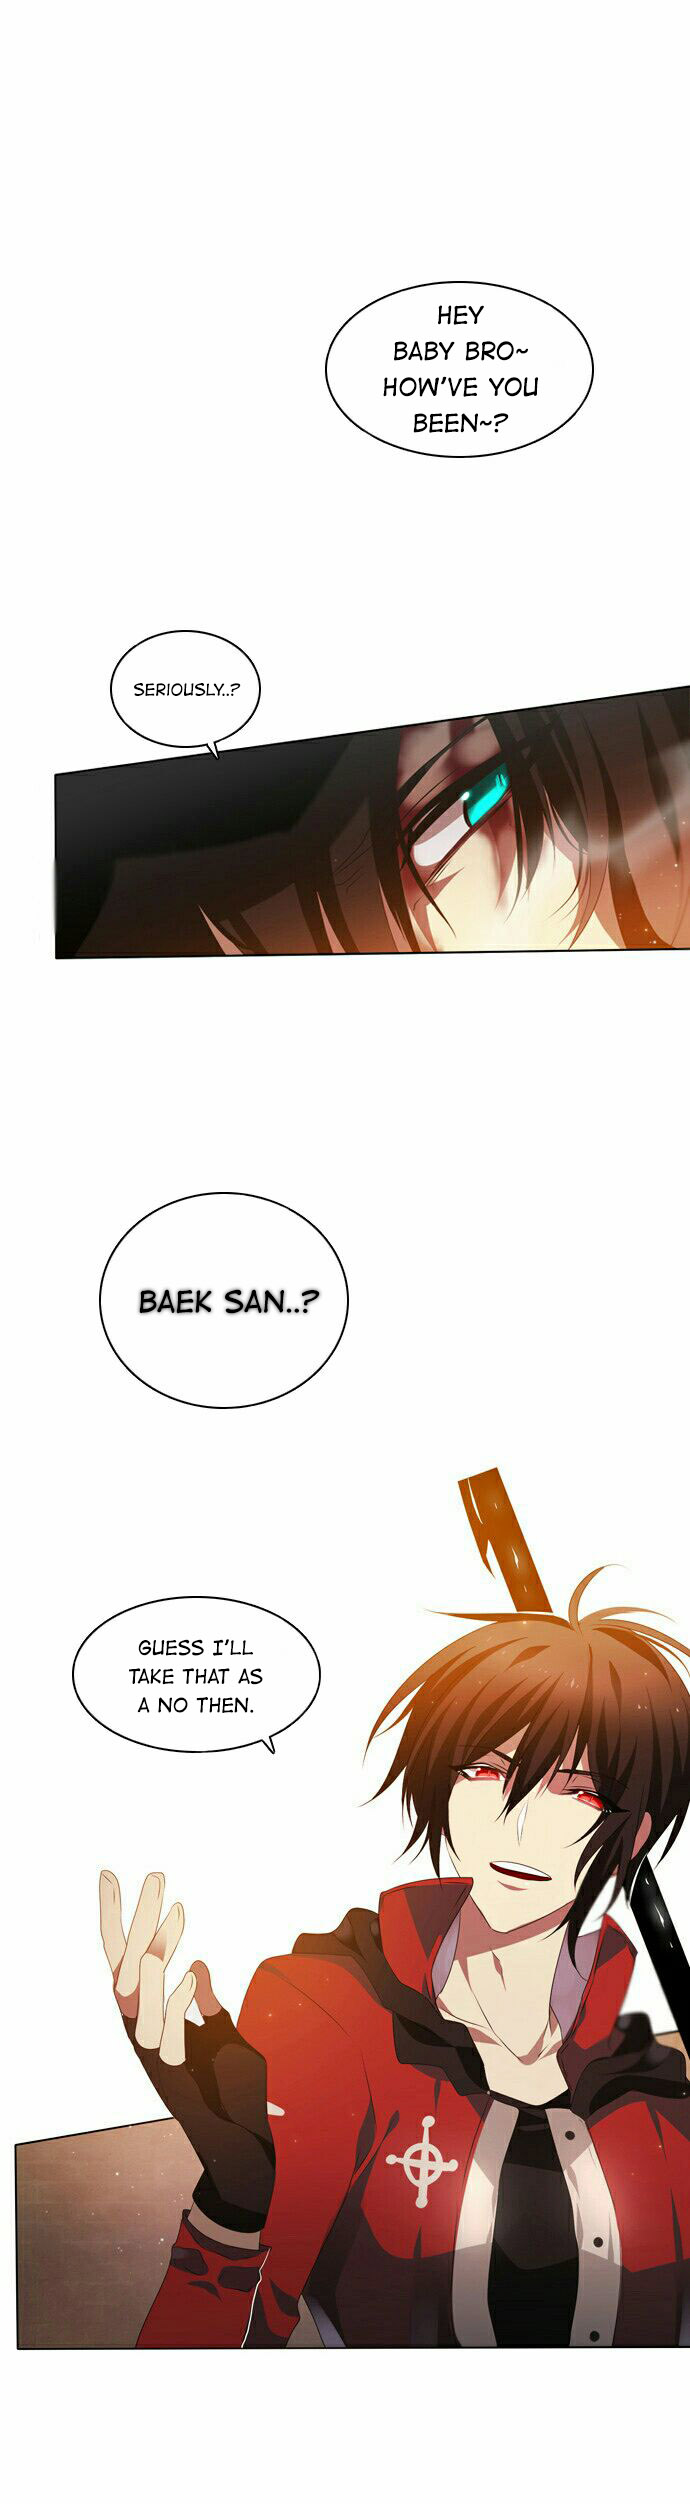 HEY
BABY BRO~
HOW'VE YOU
BEEN~?
SERIOUSLY..?
BAEK SAN..?
GUESS I'LL
TAKE THAT AS
A NO THEN.